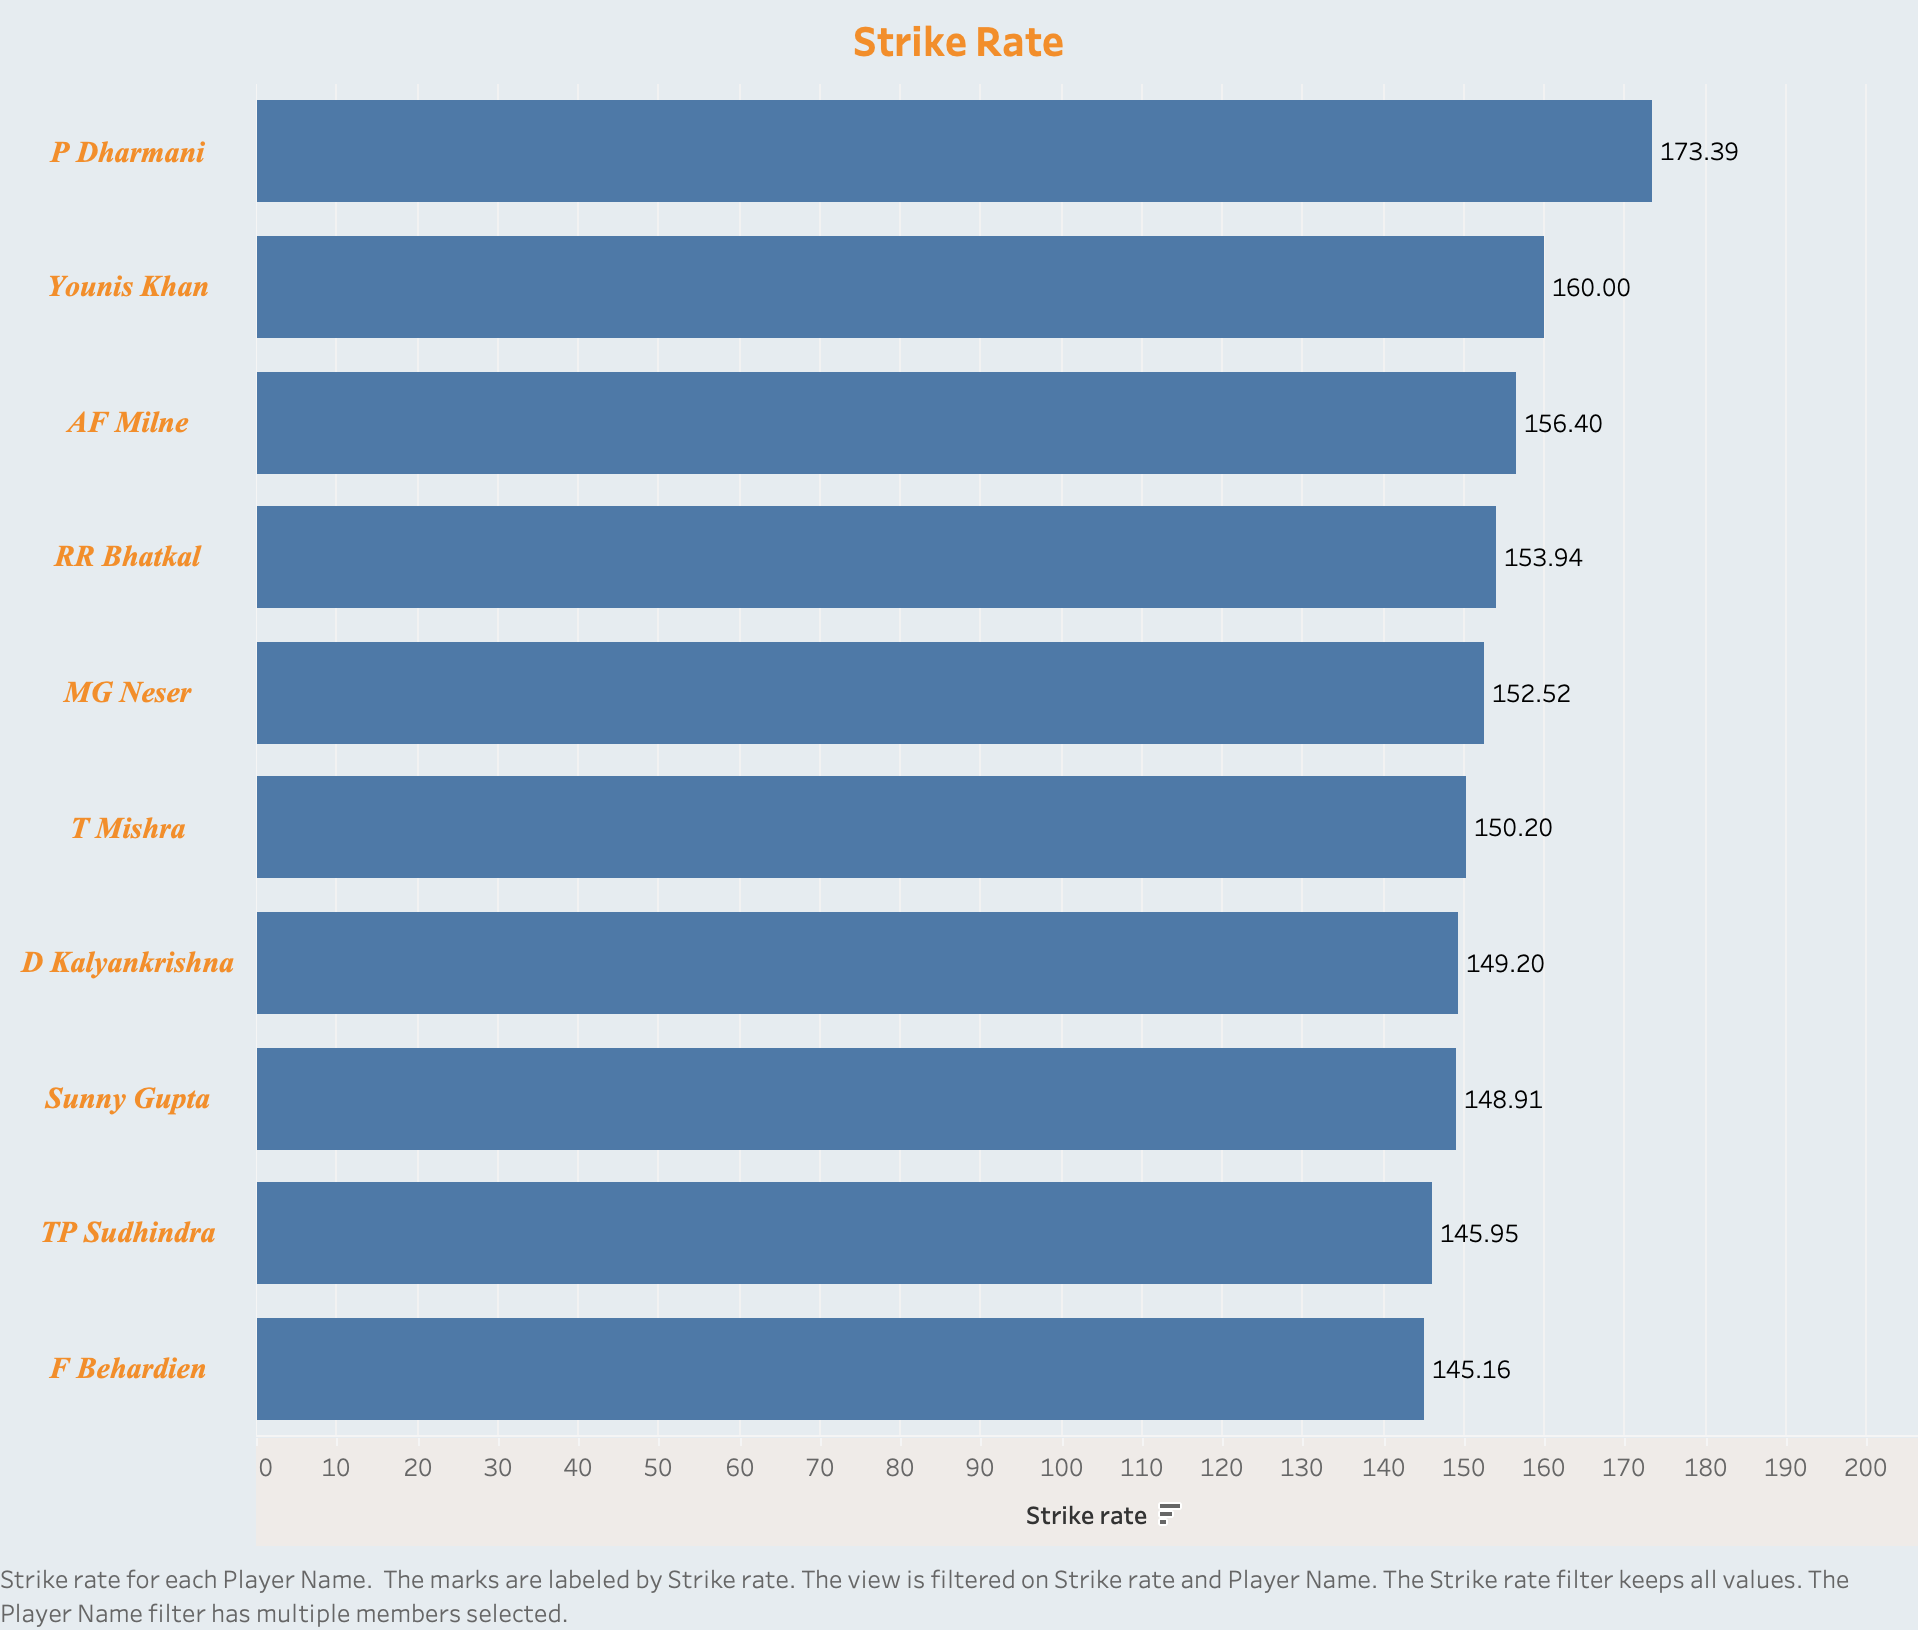 Strike Rate
P Dharmani 173.39
Younis Khan 160.00
AF Milne 156.40
RR Bhatkal 153.94
MG Neser 152.52
T Mishra 150.20
D Kalyankrishna 149.20
Sunny Gupta 148.91
TP Sudhindra 145.95
F Behardien 145.16
0 10 20 30 40 50 60 70 80 90 100 110 120 130 140 150 160 170 180 190 200
Strike rate
Strike rate for each Player Name.  The marks are labeled by Strike rate. The view is filtered on Strike rate and Player Name. The Strike rate filter keeps all values. The
Player Name filter has multiple members selected.